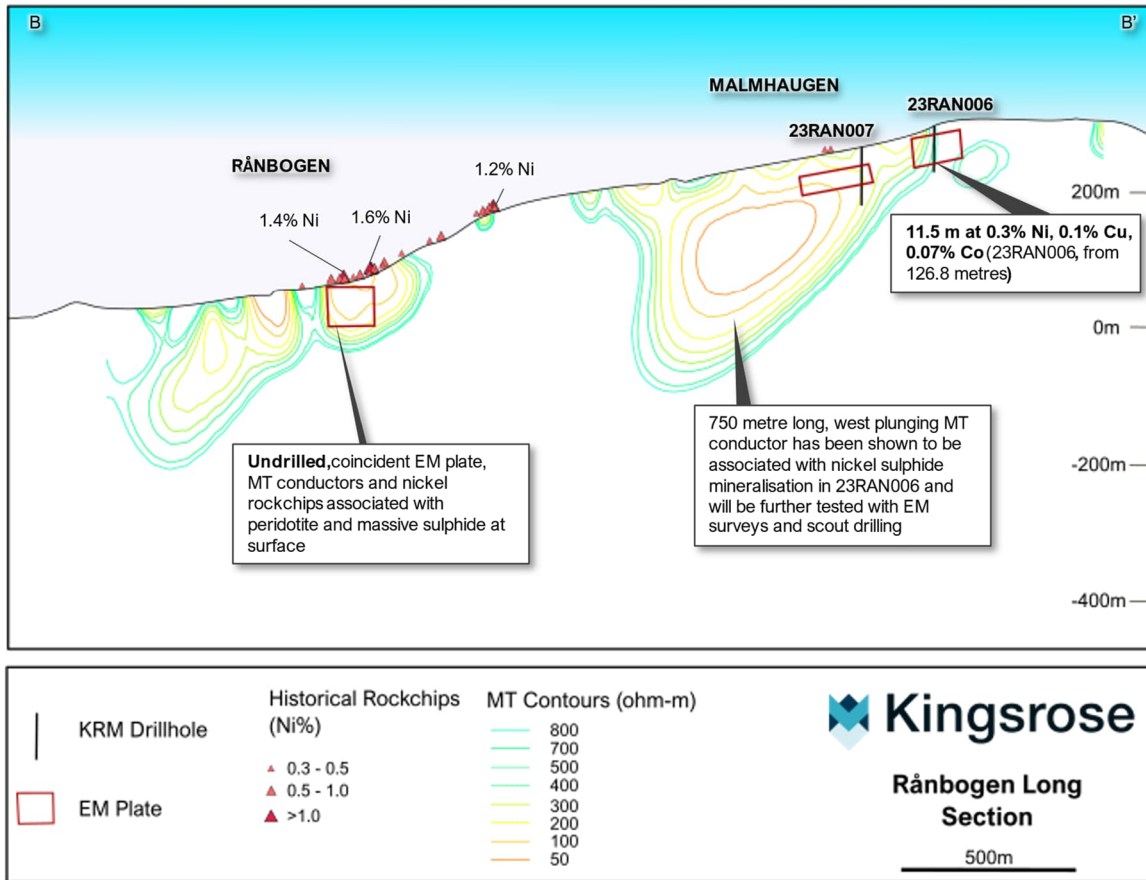 B
B'
MALMHAUGEN
23RAN006
23RAN007
RÅNBOGEN
1.2% Ni
1.4% Ni
1.6% Ni
200m
11.5 m at 0.3% Ni, 0.1% Cu,
0.07% Co (23RAN006, from
126.8 metres)
0m
Undrilled,coincident EM plate,
MT conductors and nickel
rockchips associated with
peridotite and massive sulphide at
surface
750 metre long, west plunging MT
conductor has been shown to be
associated with nickel sulphide
mineralisation in 23RAN006 and
will be further tested with EM
surveys and scout drilling
-200m
-400m
KRM Drillhole
EM Plate
Historical Rockchips
(Ni%)
0.3 - 0.5
0.5 - 1.0
>1.0
MT Contours (ohm-m)
800
700
500
400
300
200
100
50
Kingsrose
Rånbogen Long
Section
500m